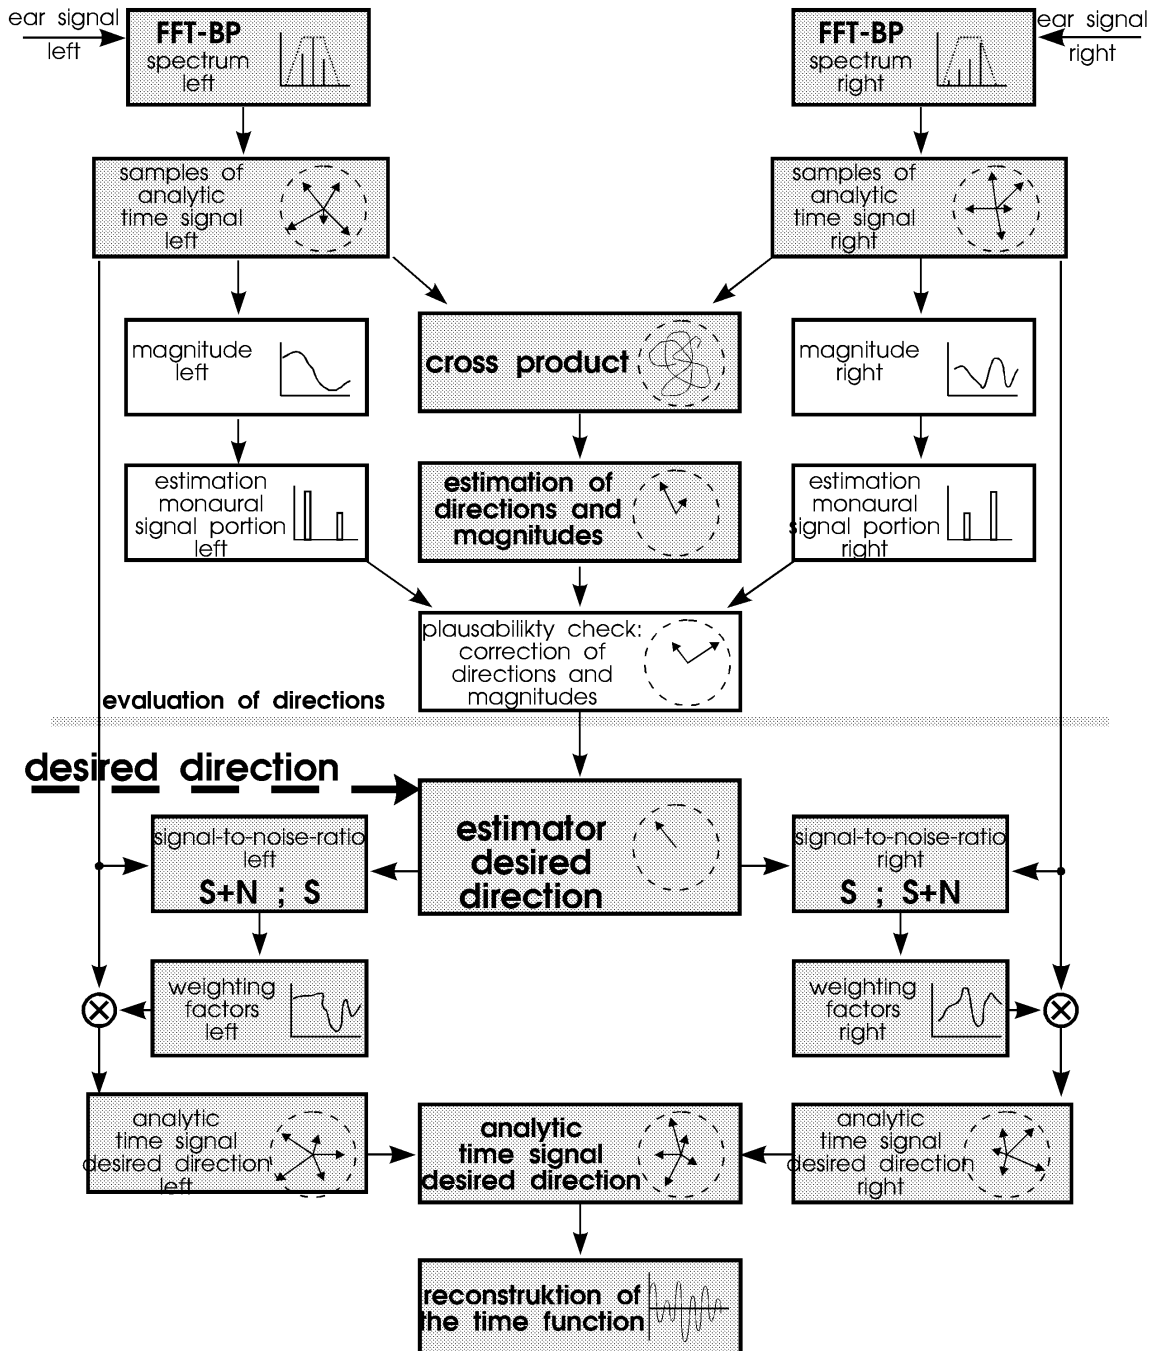 ear signal
left
FFT-BP
spectrum
left
FFT-BP
spectrum
right
ear signal
right
samples of
analytic
time signal
left
samples of
analytic
time signal
right
magnitude
left
cross product
magnitude
right
estimation
monaural
signal portion
left
estimation of
directions and
magnitudes
estimation
monaural
signal portion
right
plausabilikty check:
correction of
directions and
magnitudes
evaluation of directions
desired direction
estimator
desired
direction
signal-to-noise-ratio
left
S+N ; S
signal-to-noise-ratio
right
S ; S+N
weighting
factors
left
weighting
factors
right
analytic
time signal
desired direction
left
analytic
time signal
desired direction
analytic
time signal
desired direction
right
reconstruktion of
the time function